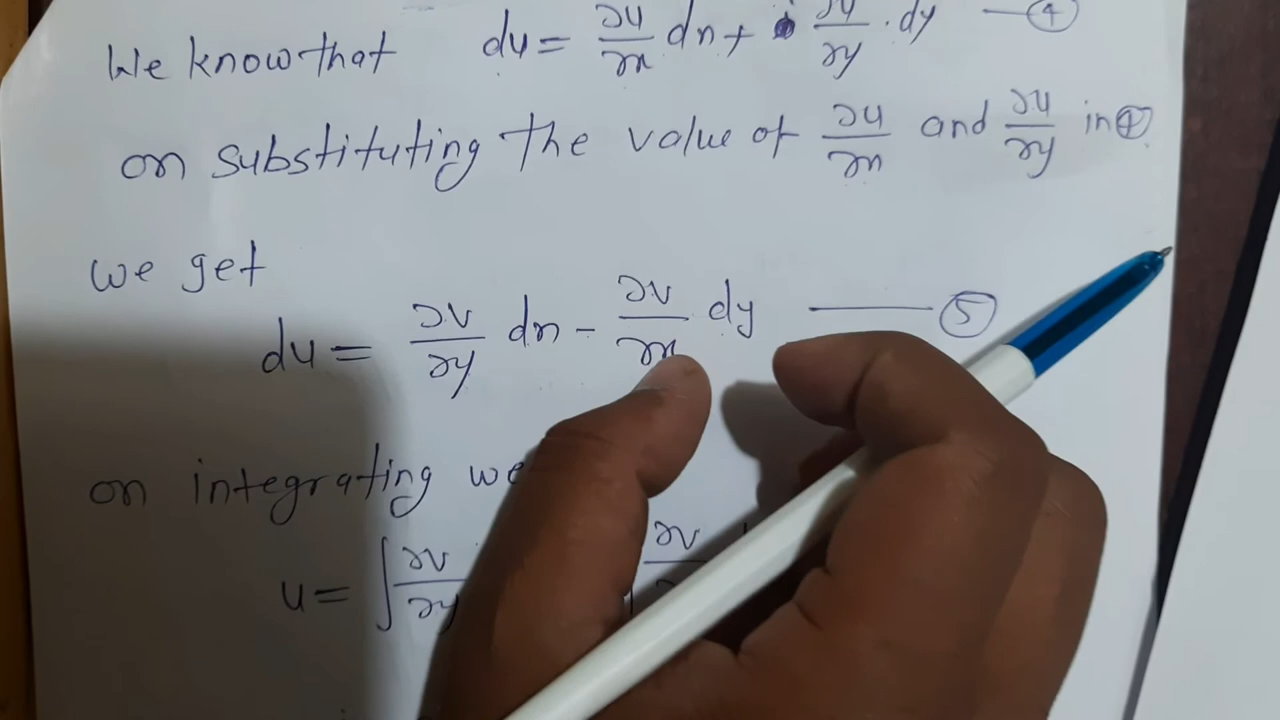 We know that du = ∂u/∂x dx + ∂u/∂y · dy —④
on substituting the value of ∂u/∂x and ∂u/∂y in ④
we get
du = ∂v/∂y dx - ∂v/∂x dy —⑤
on integrating we
u = ∫ ∂v/∂y ∂v